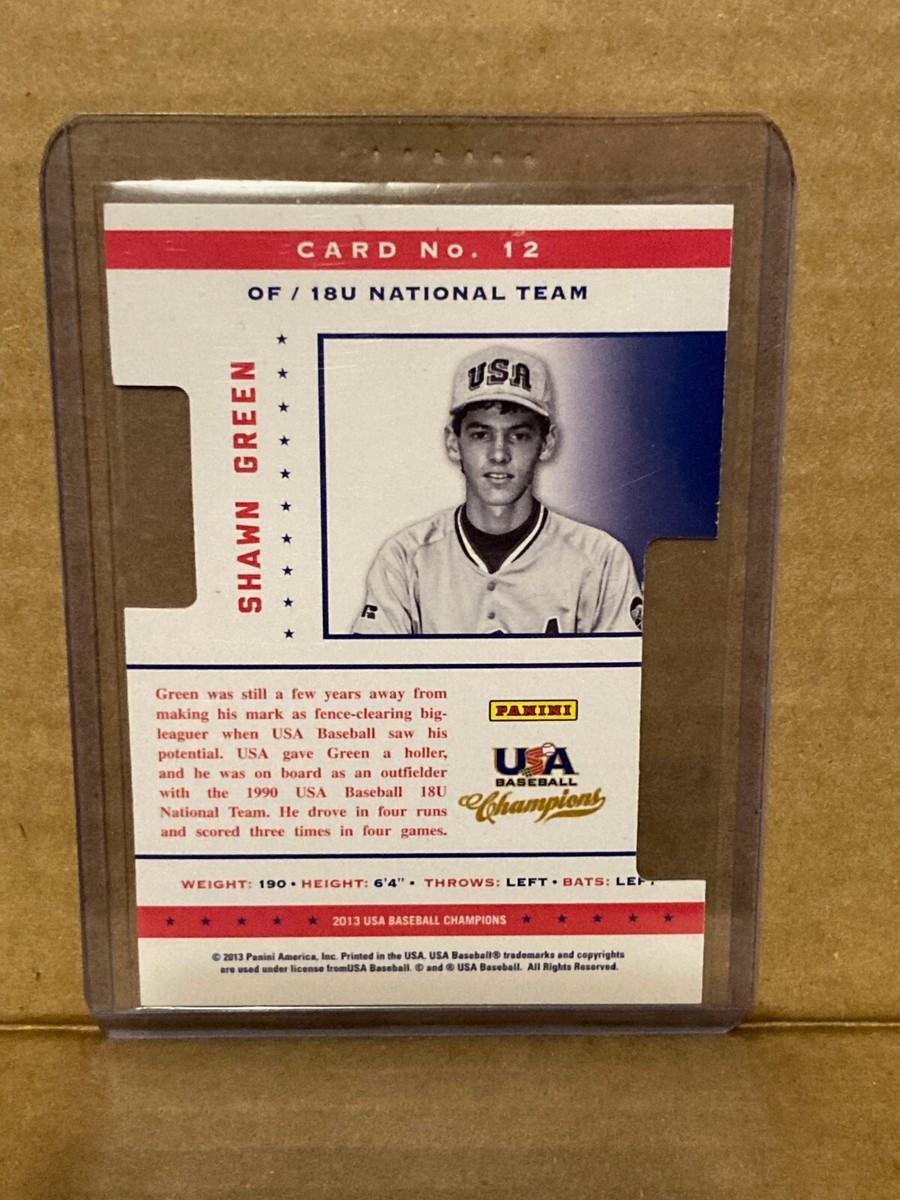 CARD No. 12
OF / 18U NATIONAL TEAM
SHAWN GREEN
USA
A
Green was still a few years away from
making his mark as fence-clearing big-
leaguer when USA Baseball saw his
potential. USA gave Green a holler,
and he was on board as an outfielder
with the 1990 USA Baseball 18U
National Team. He drove in four runs
and scored three times in four games.
PANINI
USA
BASEBALL
Champions
WEIGHT: 190 • HEIGHT: 6'4" • THROWS: LEFT • BATS: LEFT
2013 USA BASEBALL CHAMPIONS
© 2013 Panini America, Inc. Printed in the USA. USA Baseball® trademarks and copyrights
are used under license fromUSA Baseball. © and ® USA Baseball. All Rights Reserved.